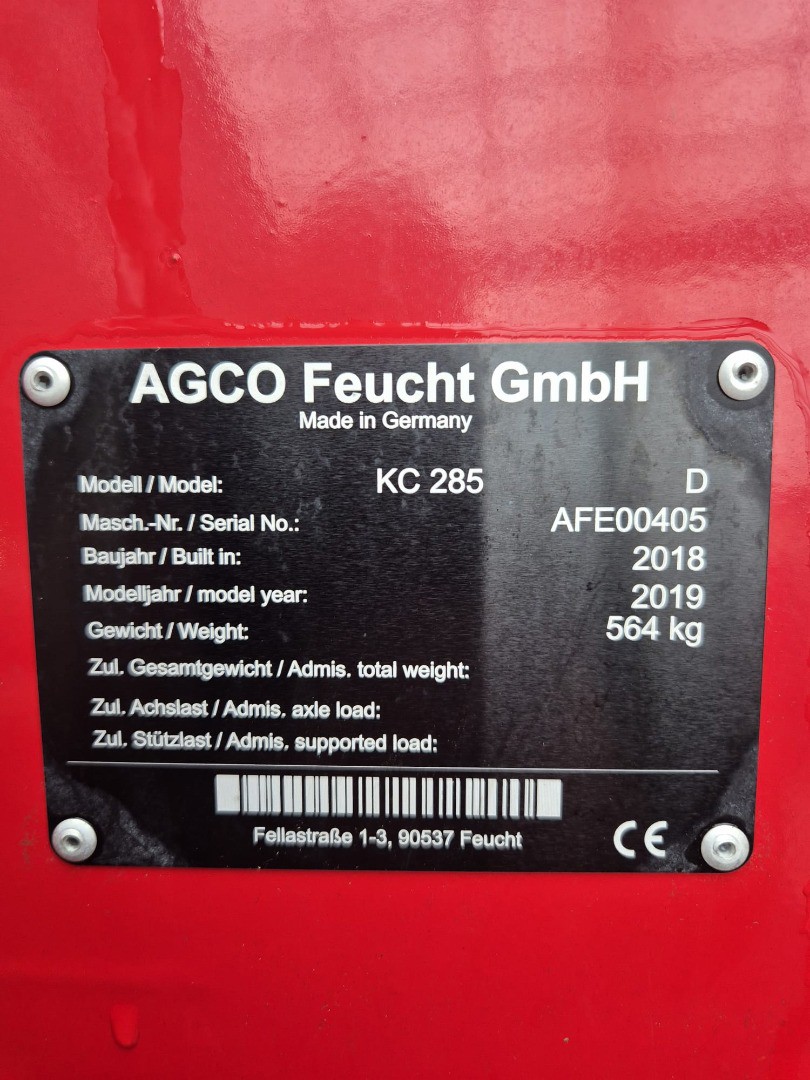 AGCO Feucht GmbH
Made in Germany
Modell / Model: KC 285 D
Masch.-Nr. / Serial No.: AFE00405
Baujahr / Built in: 2018
Modelljahr / model year: 2019
Gewicht / Weight: 564 kg
Zul. Gesamtgewicht / Admis. total weight:
Zul. Achslast / Admis. axle load:
Zul. Stützlast / Admis. supported load:
Fellastraße 1-3, 90537 Feucht
CE